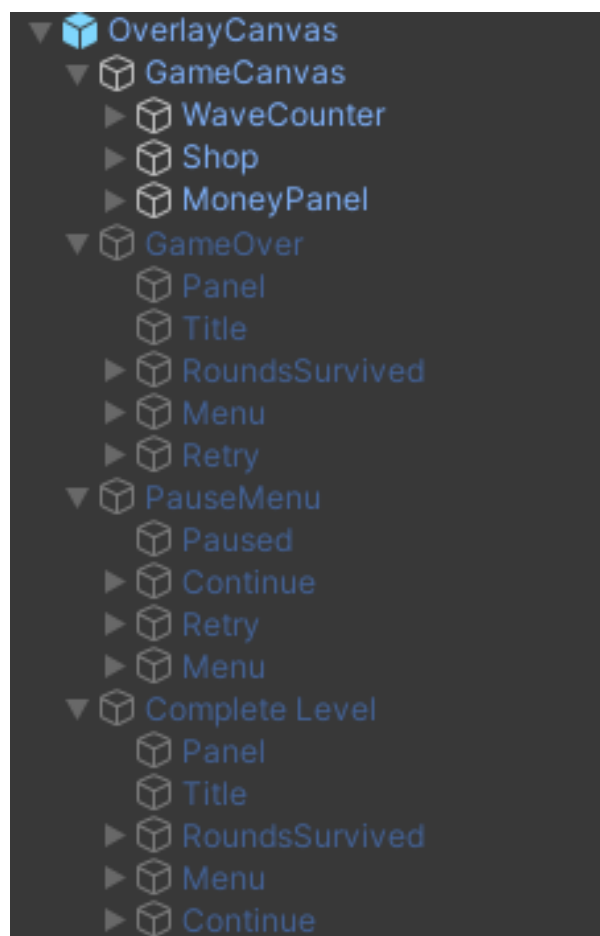 OverlayCanvas
GameCanvas
WaveCounter
Shop
MoneyPanel
GameOver
Panel
Title
RoundsSurvived
Menu
Retry
PauseMenu
Paused
Continue
Retry
Menu
Complete Level
Panel
Title
RoundsSurvived
Menu
Continue